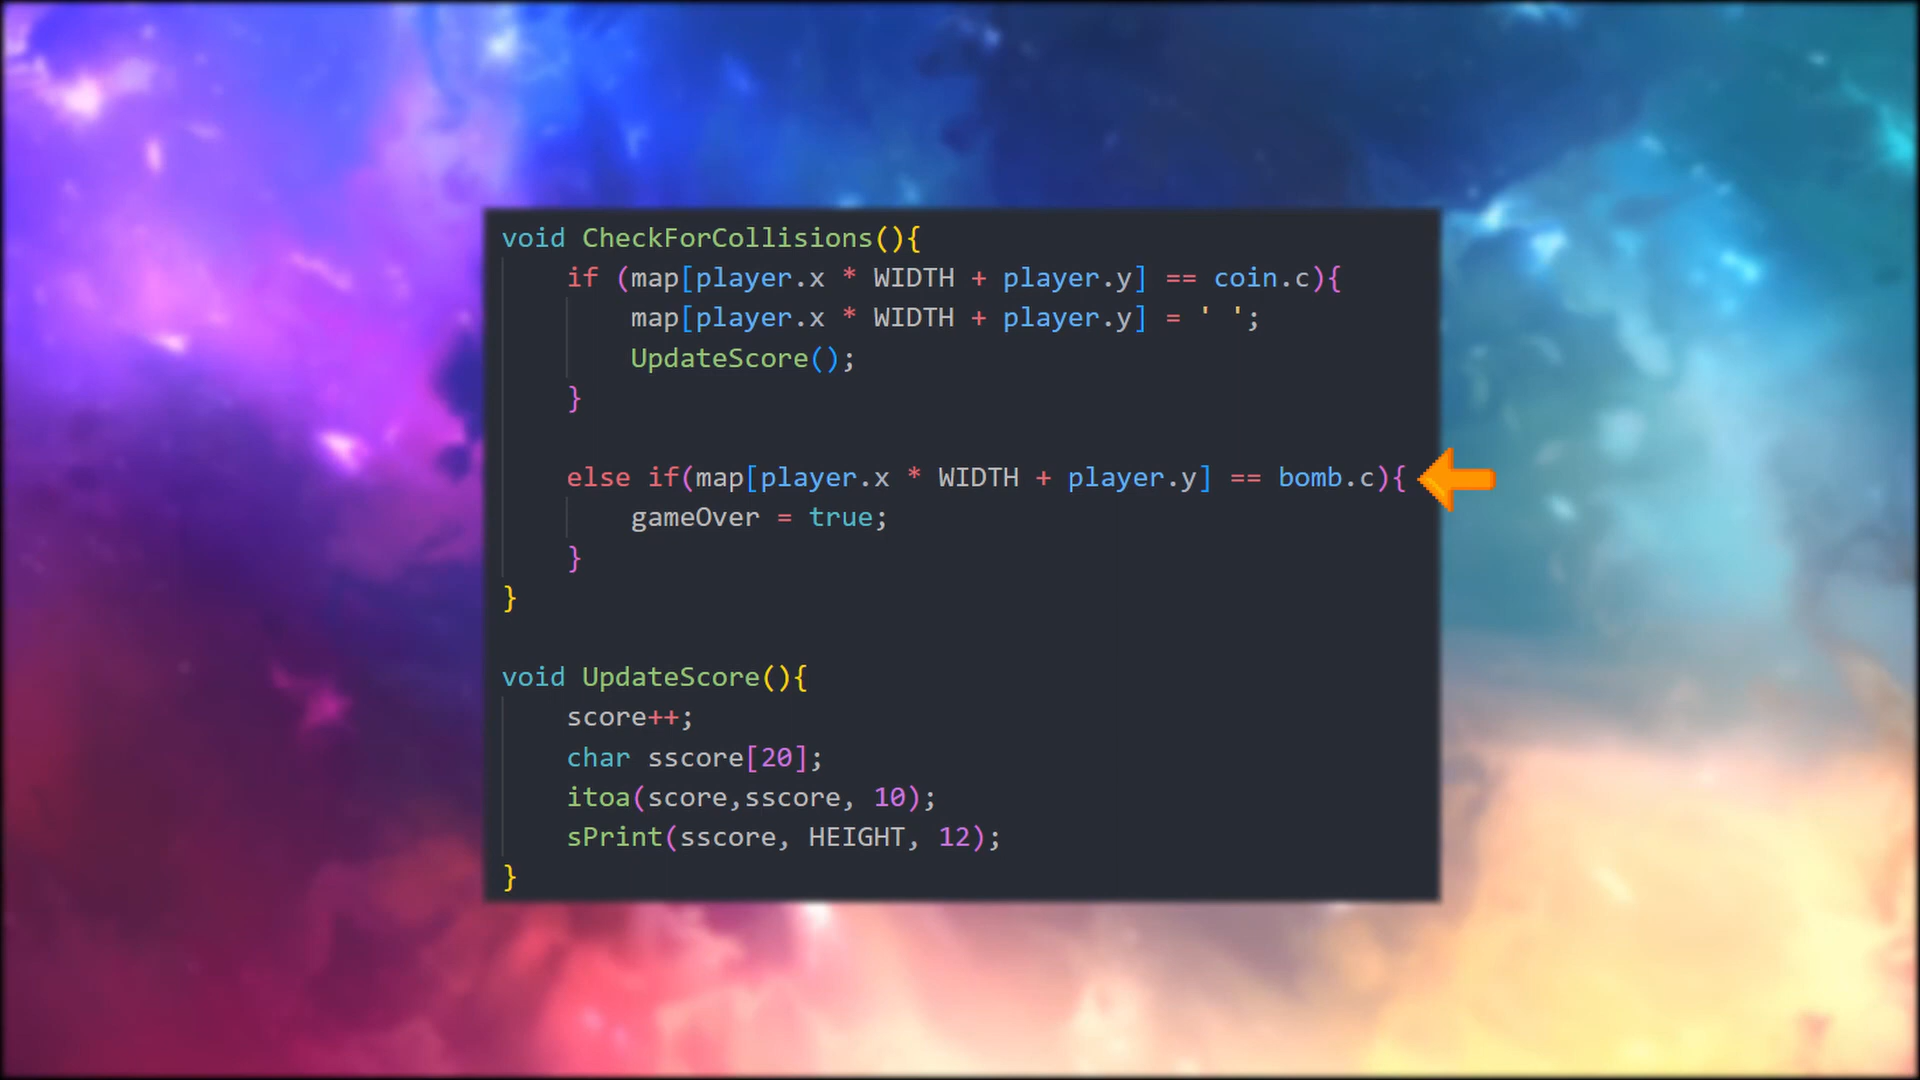 void CheckForCollisions(){
if (map[player.x * WIDTH + player.y] == coin.c){
map[player.x * WIDTH + player.y] = ' ';
UpdateScore();
}
else if(map[player.x * WIDTH + player.y] == bomb.c){
gameOver = true;
}
}
void UpdateScore(){
score++;
char sscore[20];
itoa(score,sscore, 10);
sPrint(sscore, HEIGHT, 12);
}